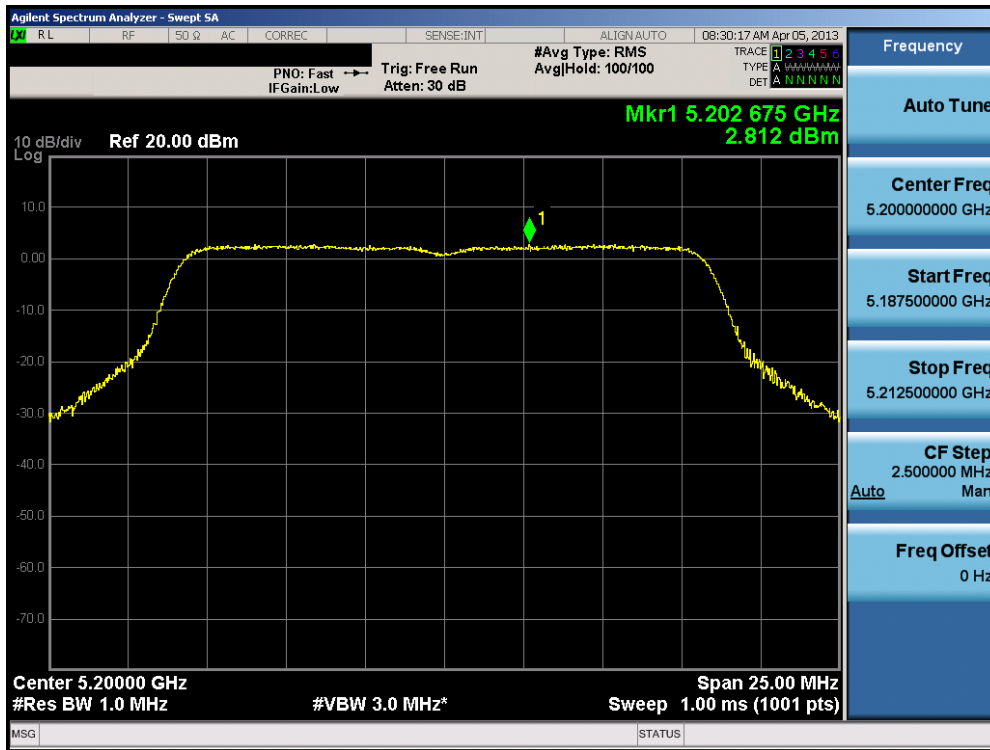 Agilent Spectrum Analyzer - Swept SA
LXI RL RF 50 Ω AC CORREC SENSE:INT ALIGNAUTO 08:30:17 AM Apr 05, 2013
PNO: Fast
IFGain:Low
Trig: Free Run
Atten: 30 dB
#Avg Type: RMS
Avg|Hold: 100/100
TRACE 1 2 3 4 5 6
TYPE A WWWWW
DET A N N N N N
Mkr1 5.202 675 GHz
2.812 dBm
10 dB/div Ref 20.00 dBm
Log
10.0
0.00
-10.0
-20.0
-30.0
-40.0
-50.0
-60.0
-70.0
1
Center 5.20000 GHz Span 25.00 MHz
#Res BW 1.0 MHz #VBW 3.0 MHz* Sweep 1.00 ms (1001 pts)
MSG STATUS
Frequency
Auto Tune
Center Freq
5.200000000 GHz
Start Freq
5.187500000 GHz
Stop Freq
5.212500000 GHz
CF Step
2.500000 MHz
Auto Man
Freq Offset
0 Hz